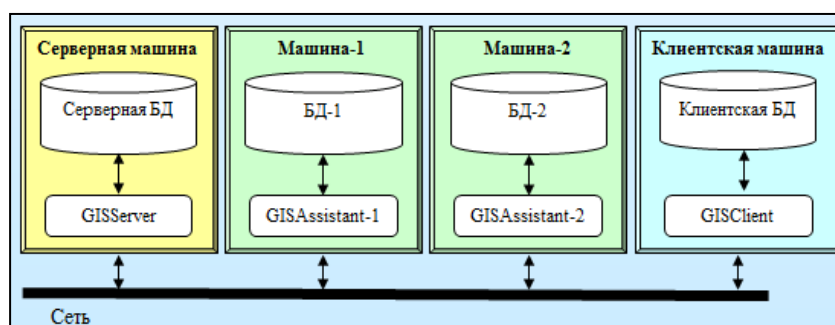 Серверная машина
Машина-1
Машина-2
Клиентская машина
Серверная БД
БД-1
БД-2
Клиентская БД
GISServer
GISAssistant-1
GISAssistant-2
GISClient
Сеть